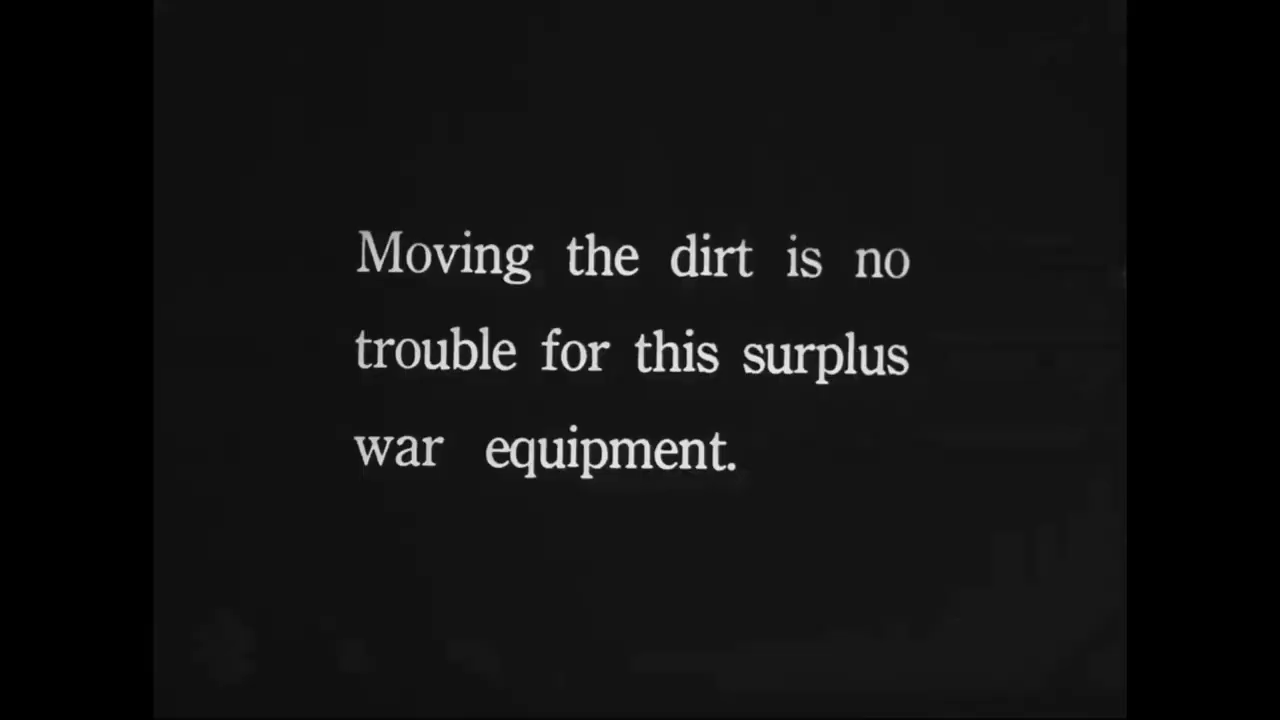 Moving the dirt is no
trouble for this surplus
war equipment.